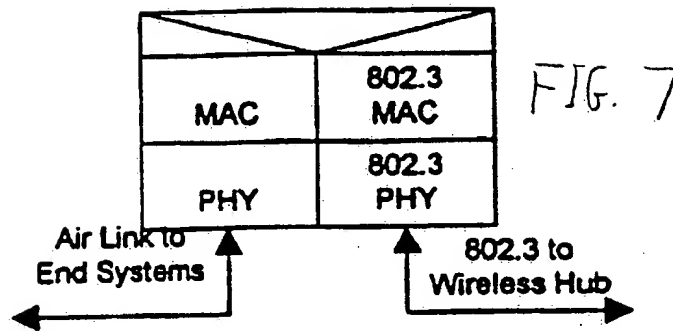 802.3
MAC
MAC
802.3
PHY
PHY
FIG. 7
Air Link to
End Systems
802.3 to
Wireless Hub